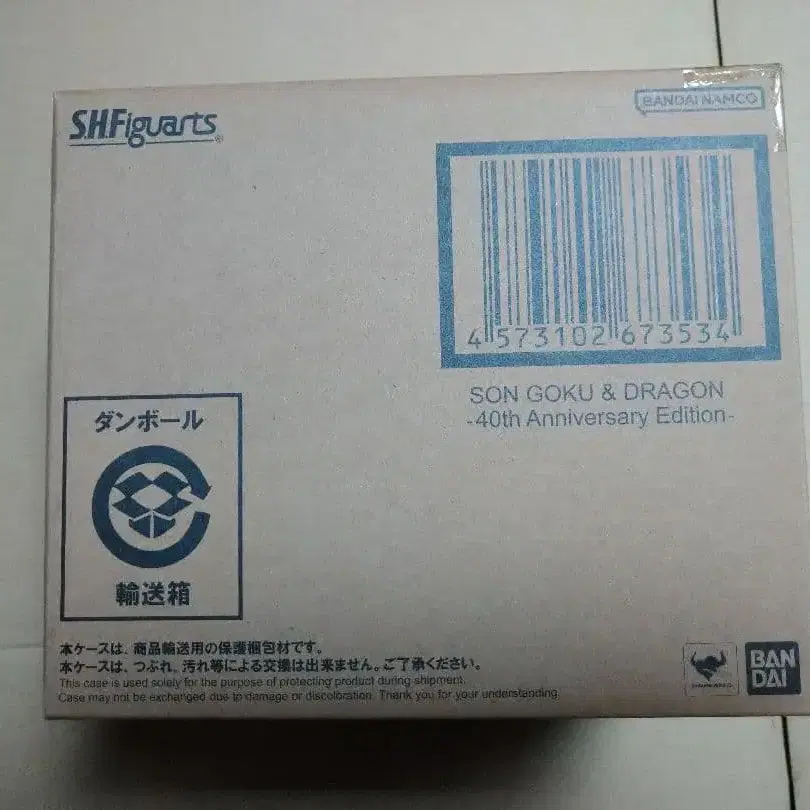 S.H.Figuarts
BANDAI NAMCO
4 573102 673534
SON GOKU & DRAGON
-40th Anniversary Edition-
ダンボール
輸送箱
本ケースは、商品輸送用の保護梱包材です。
本ケースは、つぶれ、汚れ等による交換は出来ません。ご了承ください。
This case is used solely for the purpose of protecting product during shipment.
Case may not be exchanged due to damage or discoloration. Thank you for your understanding.
BAN
DAI